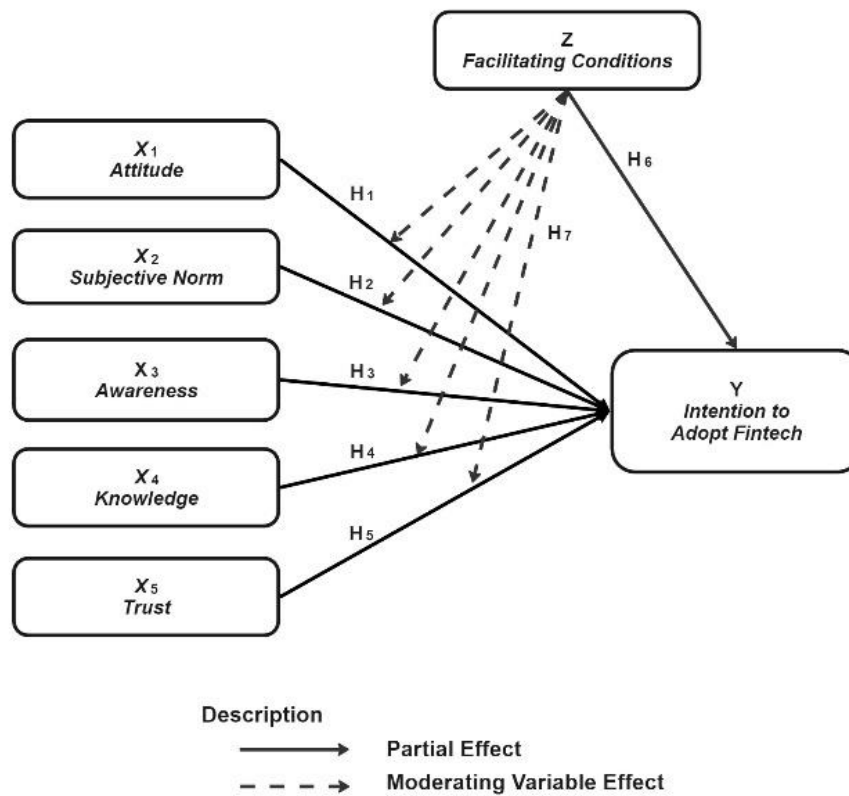 Z
Facilitating Conditions
X1
Attitude
H1
H6
X2
Subjective Norm
H2
H7
X3
Awareness
H3
Y
Intention to
Adopt Fintech
X4
Knowledge
H4
X5
Trust
H5
Description
Partial Effect
Moderating Variable Effect